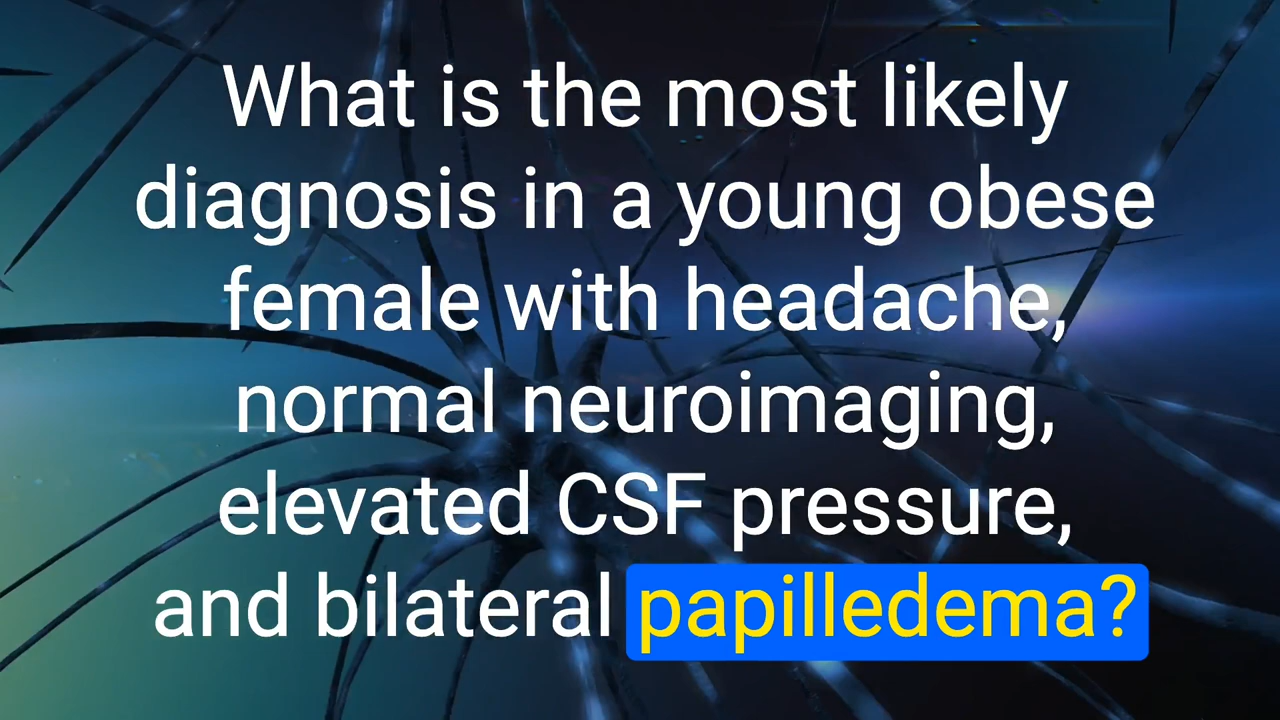 What is the most likely
diagnosis in a young obese
female with headache,
normal neuroimaging,
elevated CSF pressure,
and bilateral papilledema?